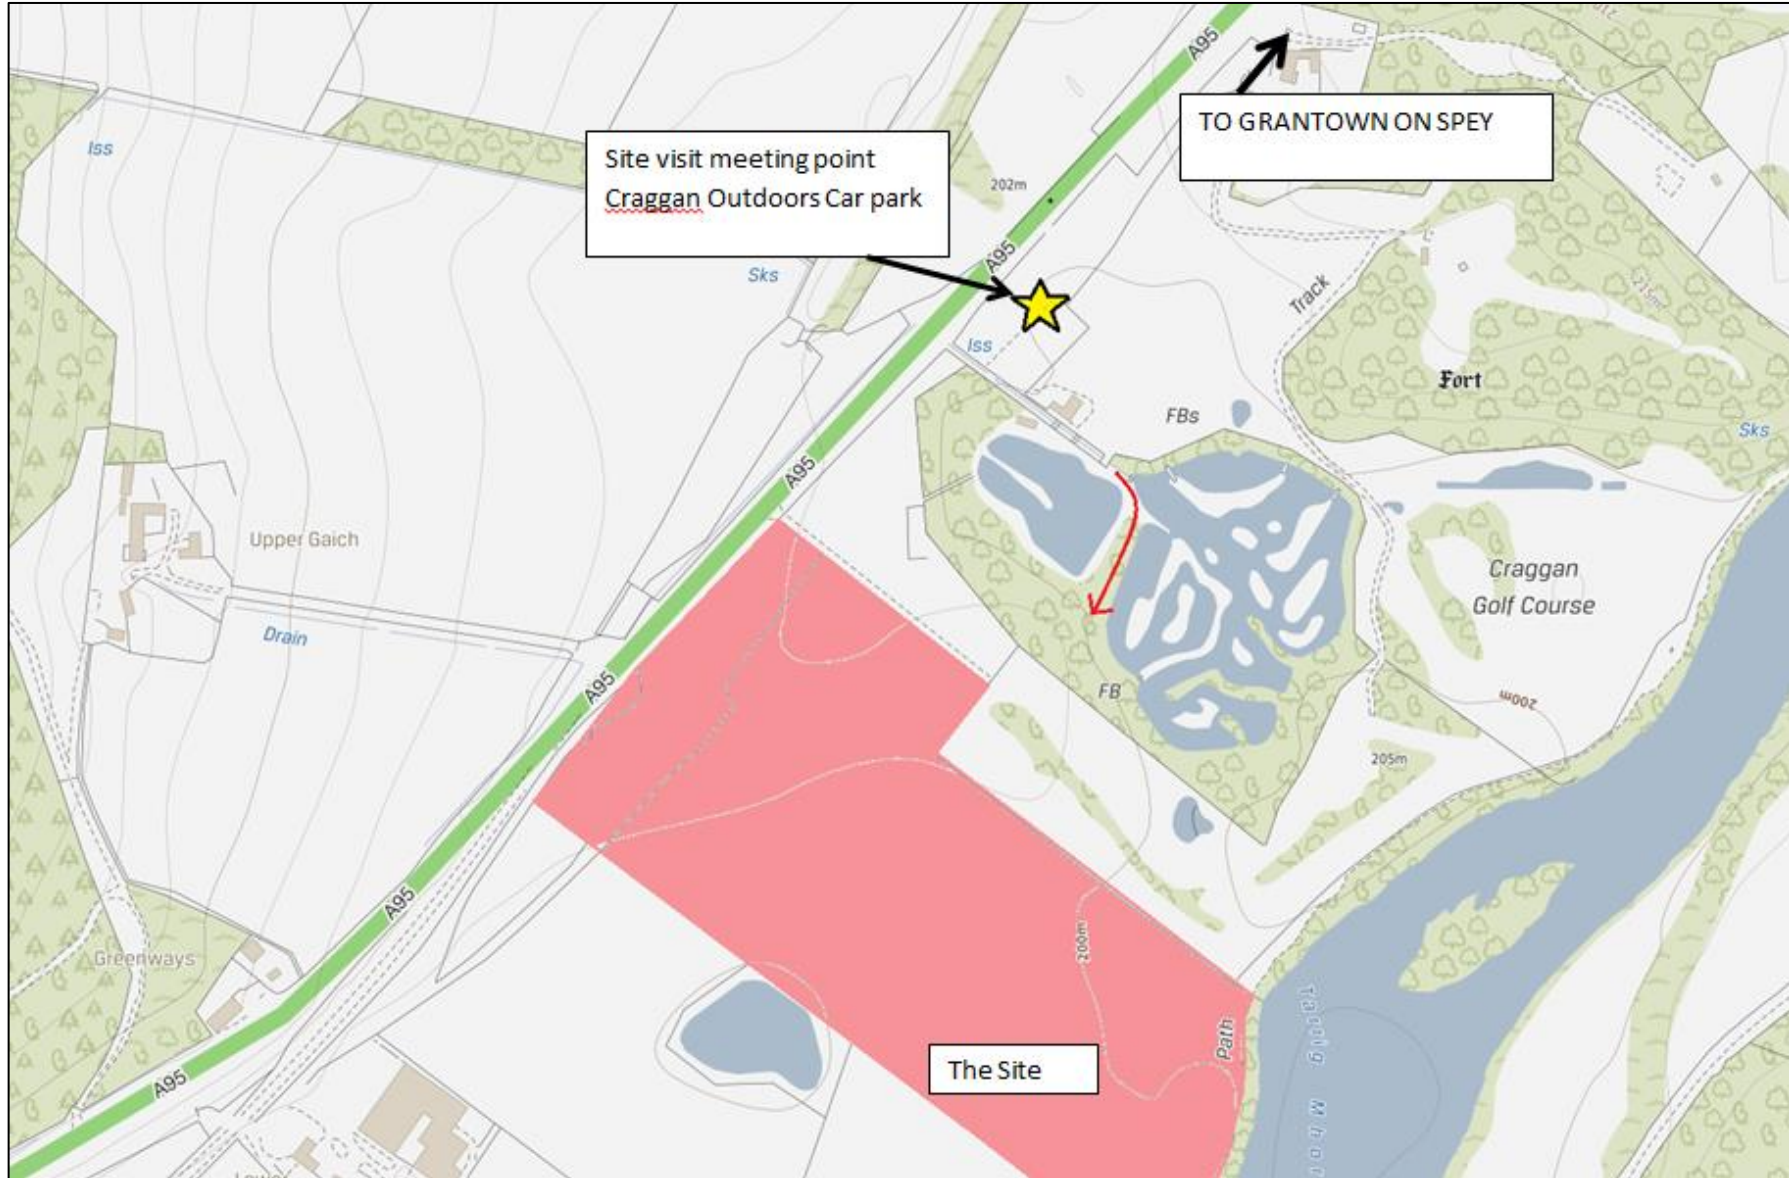 A95
TO GRANTOWN ON SPEY
Iss
Site visit meeting point
Craggan Outdoors Car park
202m
A95
Sks
Track
215m
Iss
Fort
FBs
Sks
A95
Upper Gaich
Craggan
Golf Course
Drain
A95
FB
200m
205m
A95
200m
Greenways
Path
The Site
A95